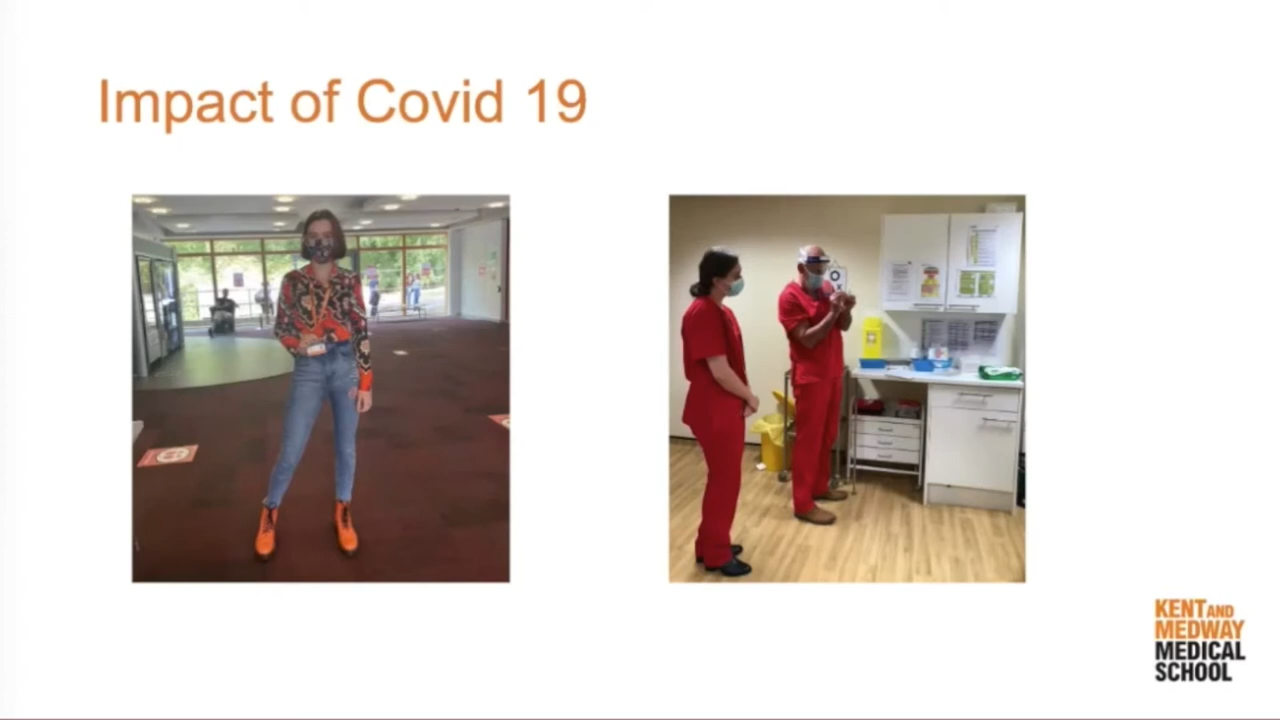 Impact of Covid 19
KENT AND
MEDWAY
MEDICAL
SCHOOL